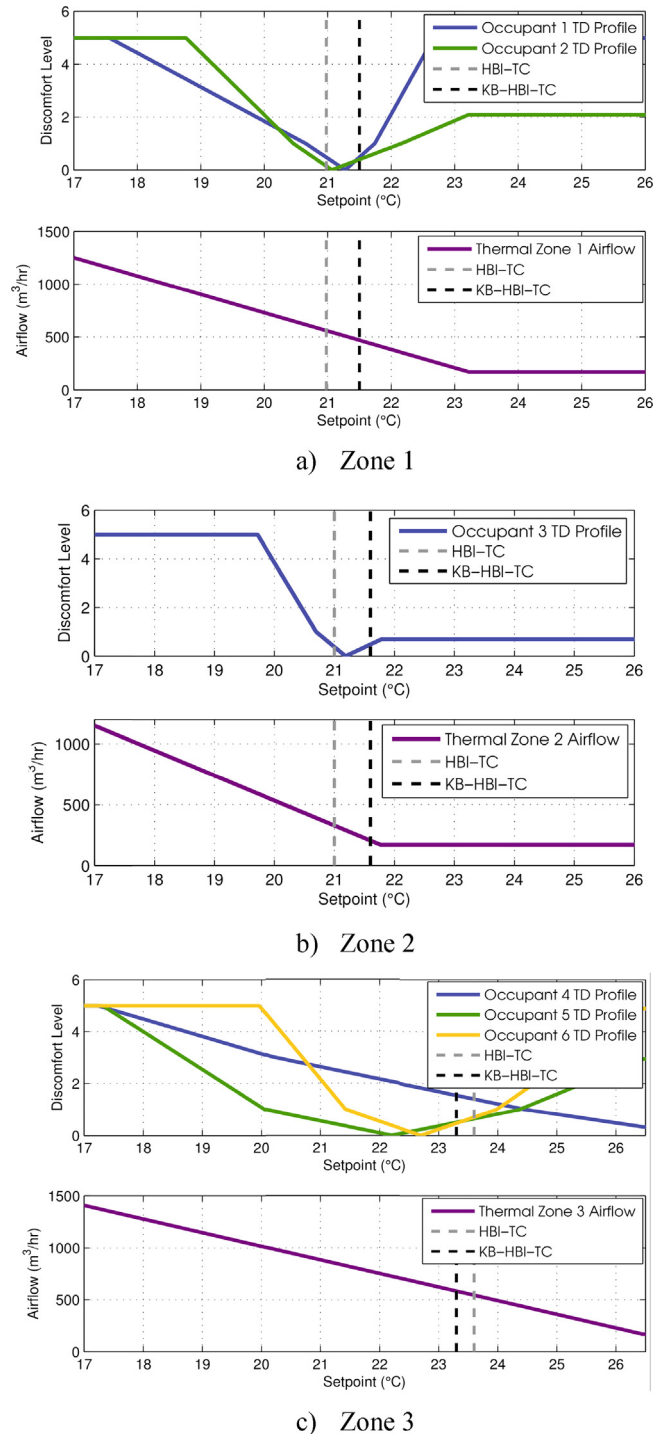 6
4
2
0
Discomfort Level
Occupant 1 TD Profile
Occupant 2 TD Profile
HBI–TC
KB–HBI–TC
17 18 19 20 21 22 23 24 25 26
Setpoint (°C)
1500
1000
500
0
Airflow (m³/hr)
Thermal Zone 1 Airflow
HBI–TC
KB–HBI–TC
17 18 19 20 21 22 23 24 25 26
Setpoint (°C)
a) Zone 1
6
4
2
0
Discomfort Level
Occupant 3 TD Profile
HBI–TC
KB–HBI–TC
17 18 19 20 21 22 23 24 25 26
Setpoint (°C)
1000
500
0
Airflow (m³/hr)
Thermal Zone 2 Airflow
HBI–TC
KB–HBI–TC
17 18 19 20 21 22 23 24 25 26
Setpoint (°C)
b) Zone 2
6
4
2
0
Discomfort Level
Occupant 4 TD Profile
Occupant 5 TD Profile
Occupant 6 TD Profile
HBI–TC
KB–HBI–TC
17 18 19 20 21 22 23 24 25 26
Setpoint (°C)
1500
1000
500
0
Airflow (m³/hr)
Thermal Zone 3 Airflow
HBI–TC
KB–HBI–TC
17 18 19 20 21 22 23 24 25 26
Setpoint (°C)
c) Zone 3